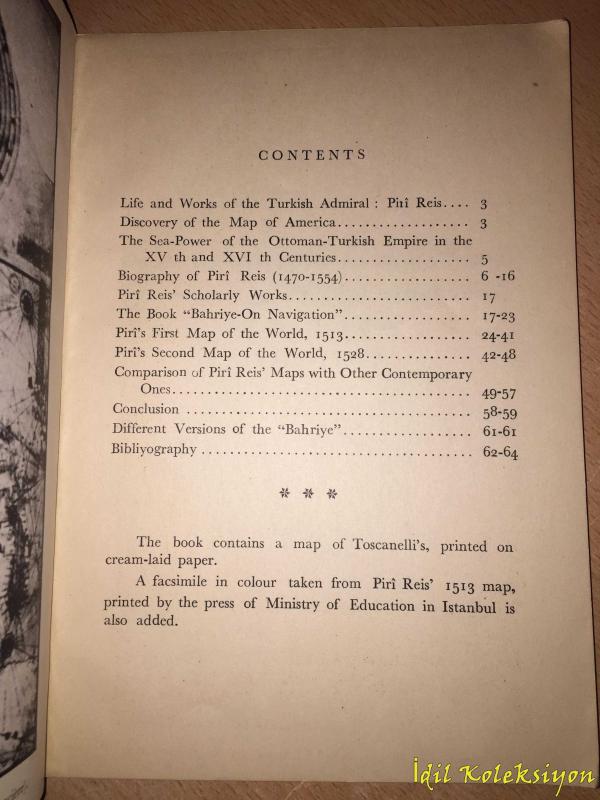 CONTENTS
Life and Works of the Turkish Admiral : Pirî Reis.... 3
Discovery of the Map of America................... 3
The Sea-Power of the Ottoman-Turkish Empire in the
XV th and XVI th Centuries................... 5
Biography of Pirî Reis (1470-1554).................. 6 -16
Pirî Reis' Scholarly Works.......................... 17
The Book "Bahriye-On Navigation".................. 17-23
Pirî's First Map of the World, 1513.................. 24-41
Pirî's Second Map of the World, 1528............... 42-48
Comparison of Pirî Reis' Maps with Other Contemporary
Ones........................................... 49-57
Conclusion ......................................... 58-59
Different Versions of the "Bahriye"................... 61-61
Bibliyography ....................................... 62-64
* * *
The book contains a map of Toscanelli's, printed on
cream-laid paper.
A facsimile in colour taken from Pirî Reis' 1513 map,
printed by the press of Ministry of Education in Istanbul is
also added.
İdil Koleksiyon